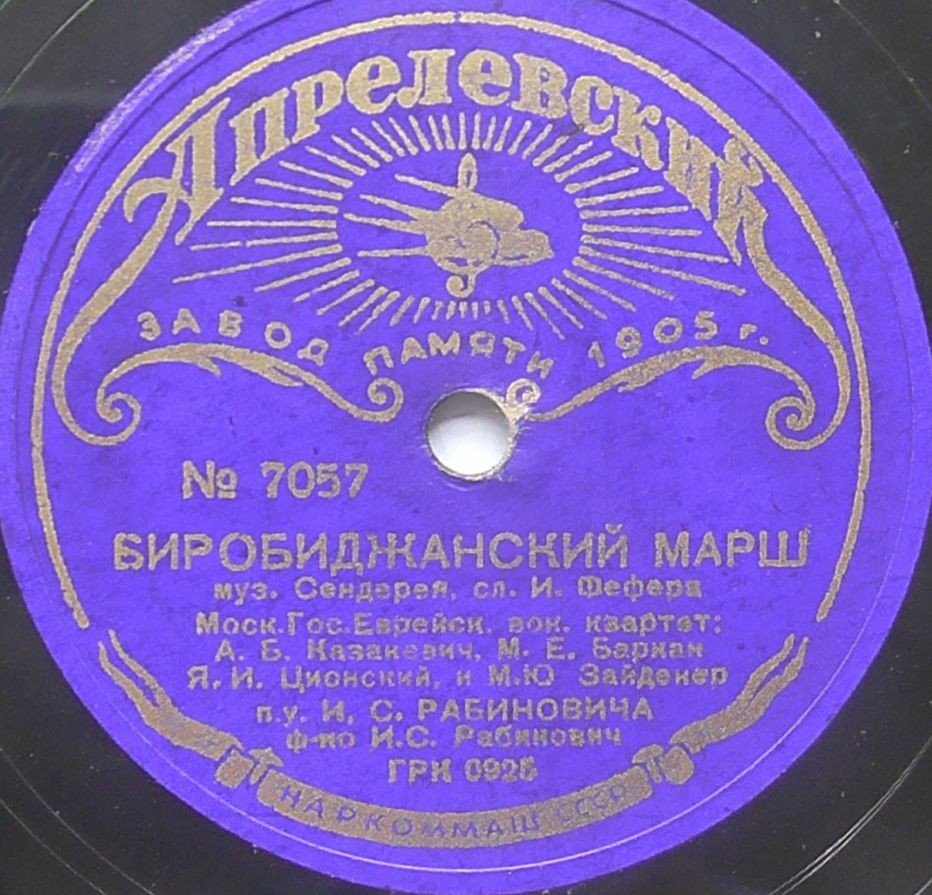 Апрелевский
ЗАВОД ПАМЯТИ 1905 г.
№ 7057
БИРОБИДЖАНСКИЙ МАРШ
муз. Сендерея, сл. И. Фефера
Моск.Гос.Еврейск. вок. квартет:
А. Б. Казакевич, М. Е. Баркан
Я. И. Ционский, и М.Ю Зайденер
п.у. И. С. РАБИНОВИЧА
ф-но И.С. Рабинович
ГРК 0925
НАРКОММАШ СССР